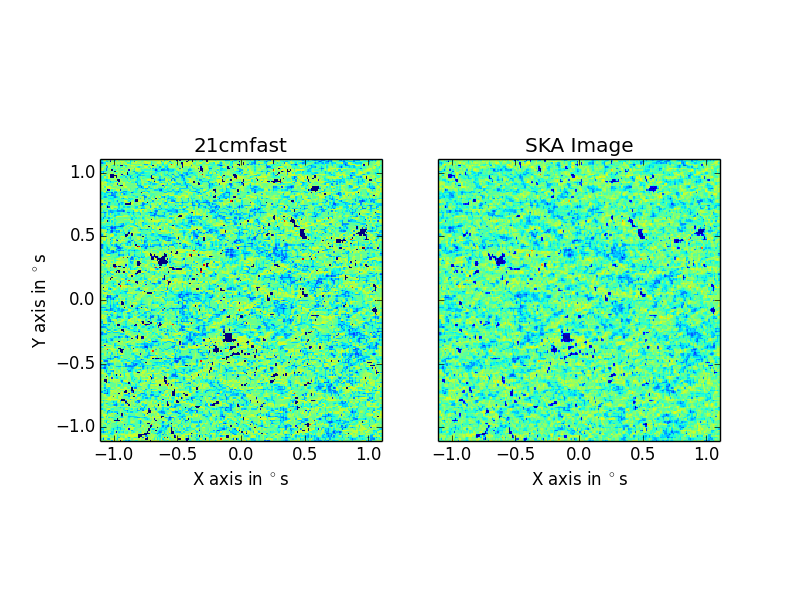 21cmfast
SKA Image
1.0
0.5
0.0
−0.5
−1.0
Y axis in °s
−1.0 −0.5 0.0 0.5 1.0
−1.0 −0.5 0.0 0.5 1.0
X axis in °s
X axis in °s